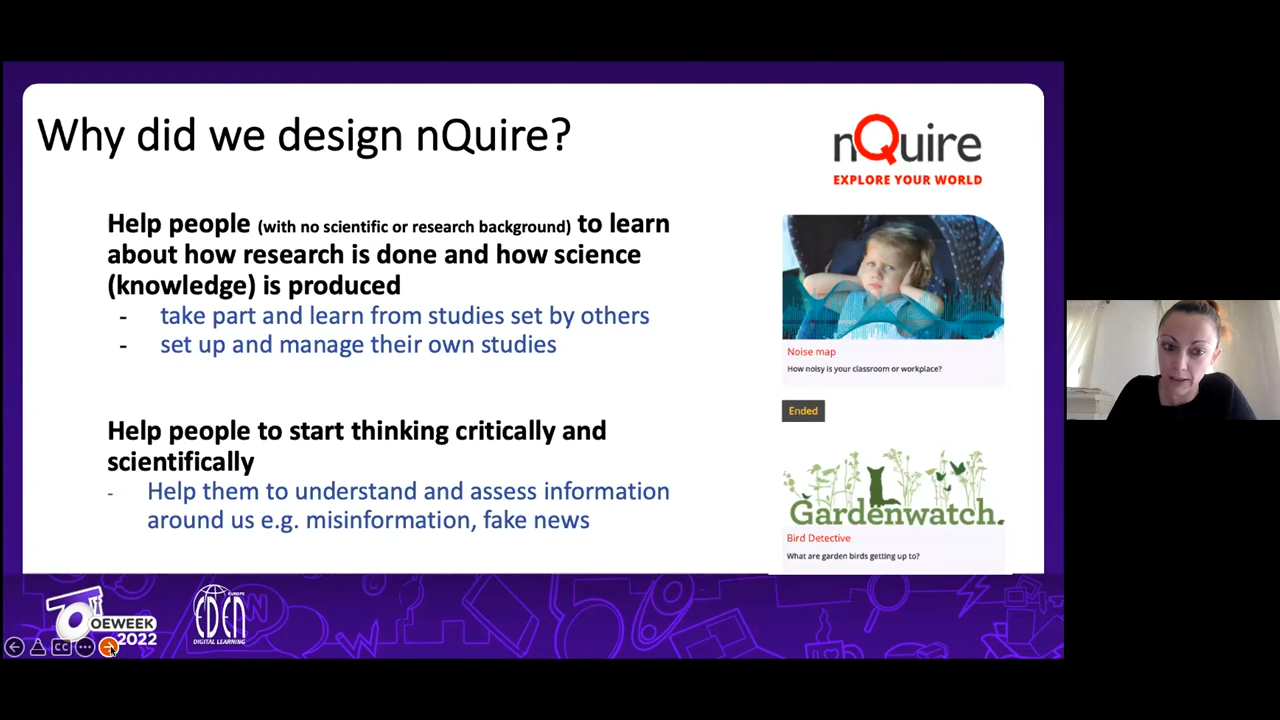 Why did we design nQuire?
nQuire
EXPLORE YOUR WORLD
Help people (with no scientific or research background) to learn
about how research is done and how science
(knowledge) is produced
- take part and learn from studies set by others
- set up and manage their own studies
Help people to start thinking critically and
scientifically
- Help them to understand and assess information
around us e.g. misinformation, fake news
Noise map
How noisy is your classroom or workplace?
Ended
Gardenwatch.
Bird Detective
What are garden birds getting up to?
OEWEEK
2022
EUROPE
EDEN
DIGITAL LEARNING
CC